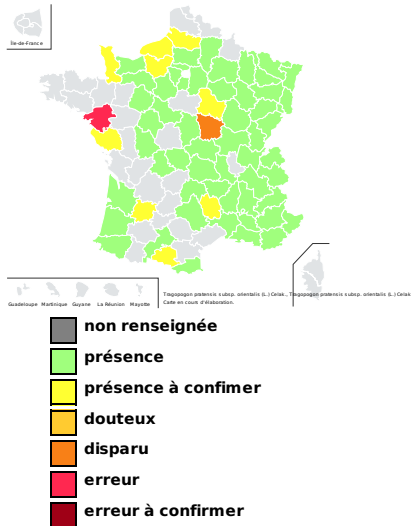 Île-de-France
Guadeloupe Martinique Guyane La Réunion Mayotte
Tragopogon pratensis subsp. orientalis (L.) Celak., Tragopogon pratensis subsp. orientalis (L.) Celak
Carte en cours d'élaboration.
non renseignée
présence
présence à confimer
douteux
disparu
erreur
erreur à confirmer